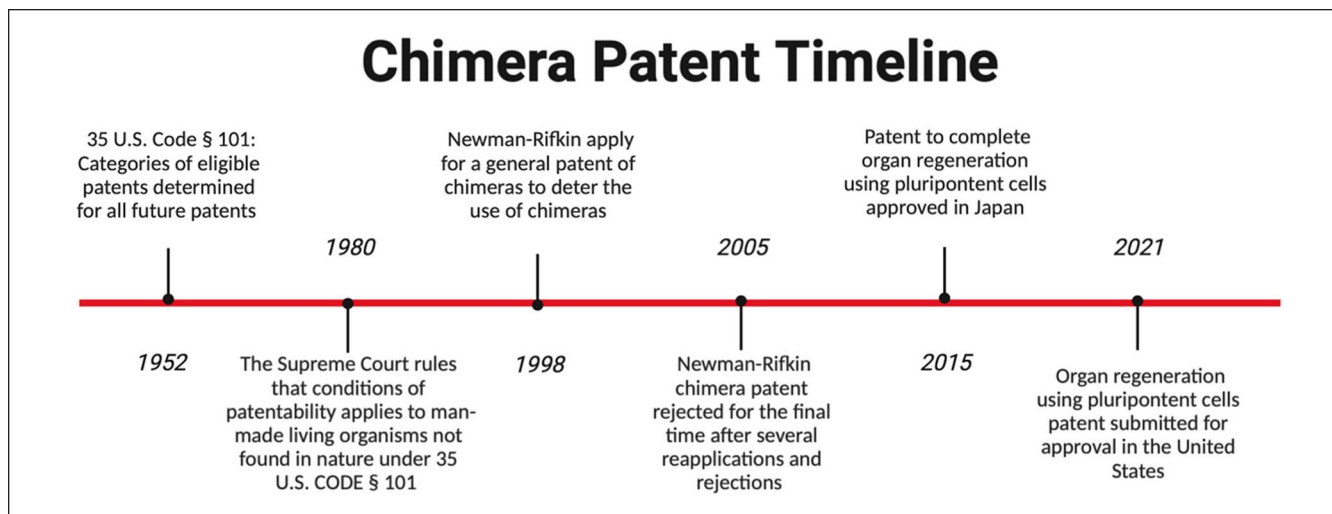 Chimera Patent Timeline
35 U.S. Code § 101:
Categories of eligible
patents determined
for all future patents
1952
1980
The Supreme Court rules
that conditions of
patentability applies to man-
made living organisms not
found in nature under 35
U.S. CODE § 101
Newman-Rifkin apply
for a general patent of
chimeras to deter the
use of chimeras
1998
2005
Newman-Rifkin
chimera patent
rejected for the final
time after several
reapplications and
rejections
Patent to complete
organ regeneration
using pluripontent cells
approved in Japan
2015
2021
Organ regeneration
using pluripontent cells
patent submitted for
approval in the United
States